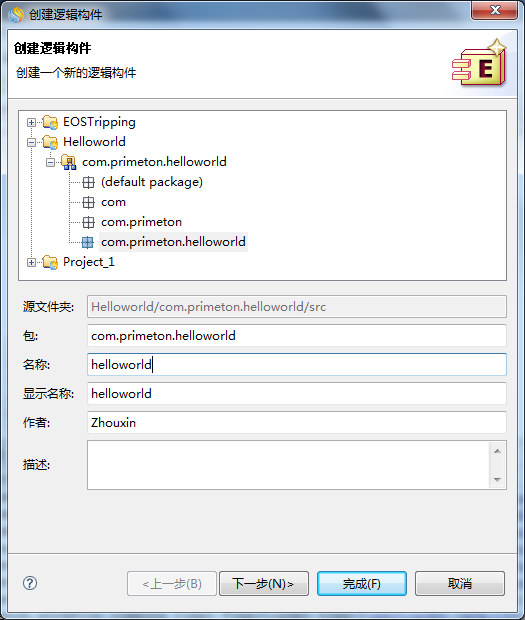 创建逻辑构件
创建逻辑构件
创建一个新的逻辑构件
E
EOSTripping
Helloworld
com.primeton.helloworld
(default package)
com
com.primeton
com.primeton.helloworld
Project_1
源文件夹: Helloworld/com.primeton.helloworld/src
包: com.primeton.helloworld
名称: helloworld
显示名称: helloworld
作者: Zhouxin
描述:
? <上一步(B) 下一步(N)> 完成(F) 取消